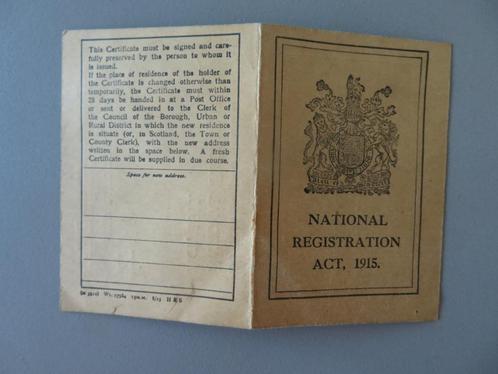 This Certificate must be signed and care-
fully preserved by the person to whom it
is issued.
If the place of residence of the holder of
the Certificate is changed otherwise than
temporarily, the Certificate must within
28 days be handed in at a Post Office
or sent or delivered to the Clerk of
the Council of the Borough, Urban or
Rural District in which the new residence
is situate (or, in Scotland, the Town or
County Clerk), with the new address
written in the space below. A fresh
Certificate will be supplied in due course.
Space for new address.
NATIONAL
REGISTRATION
ACT, 1915.